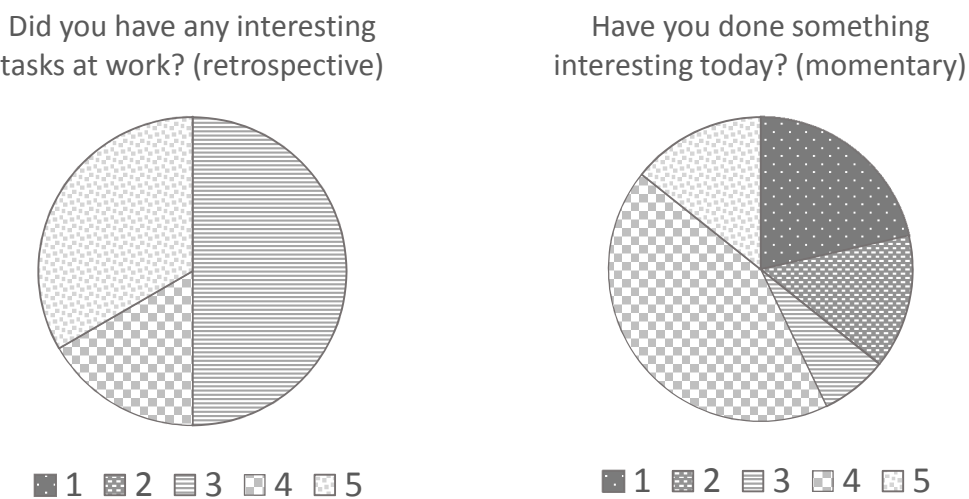 Did you have any interesting
tasks at work? (retrospective)
1 2 3 4 5
Have you done something
interesting today? (momentary)
1 2 3 4 5